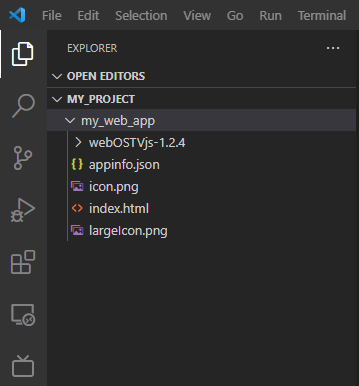 File Edit Selection View Go Run Terminal
EXPLORER
OPEN EDITORS
MY_PROJECT
my_web_app
webOSTVjs-1.2.4
{} appinfo.json
icon.png
<> index.html
largeIcon.png